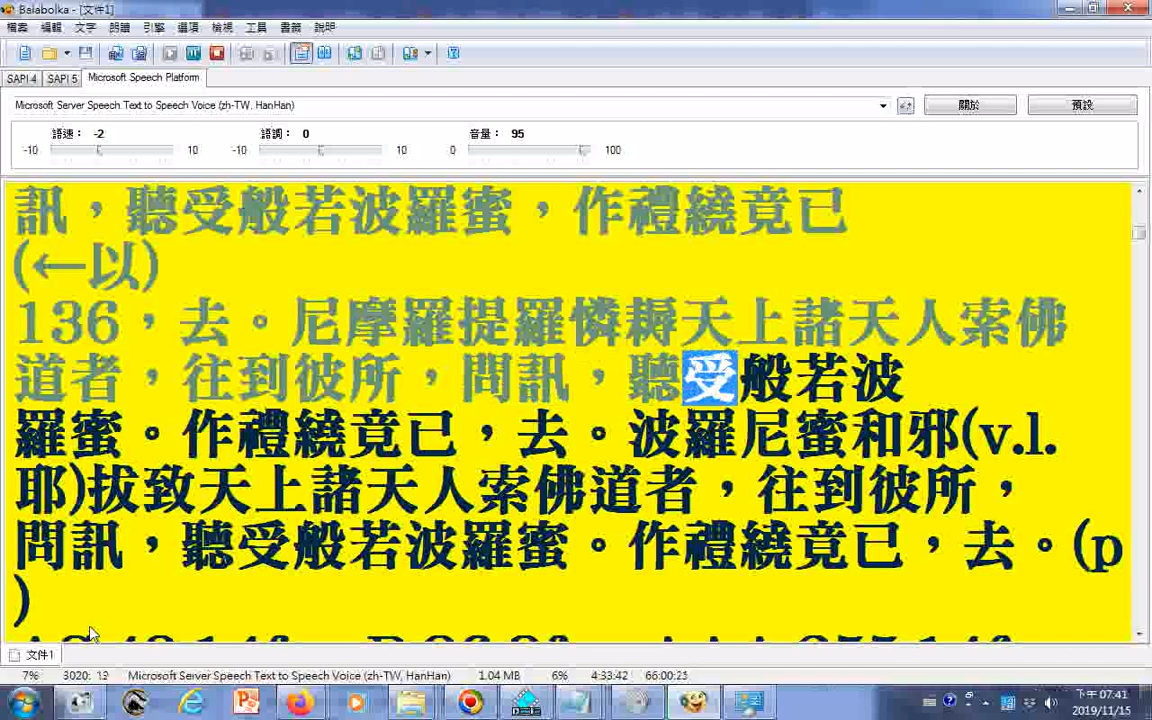 Balabolka - [文件1]
檔案 編輯 文字 朗讀 引擎 選項 檢視 工具 書籤 說明
SAPI 4 SAPI 5 Microsoft Speech Platform
Microsoft Server Speech Text to Speech Voice (zh-TW, HanHan) 關於 預設
語速： -2 語調： 0 音量： 95
-10 10 -10 10 0 100
訊，聽受般若波羅蜜，作禮繞竟已
(←以)
136，去。尼摩羅提羅憐耨天上諸天人索佛
道者，往到彼所，問訊，聽受般若波
羅蜜。作禮繞竟已，去。波羅尼蜜和邪(v.l.
耶)拔致天上諸天人索佛道者，往到彼所，
問訊，聽受般若波羅蜜。作禮繞竟已，去。(p
)
文件1
7% 3020: 13 Microsoft Server Speech Text to Speech Voice (zh-TW, HanHan) 1.04 MB 6% 4:33:42 66:00:25
下午 07:41
2019/11/15